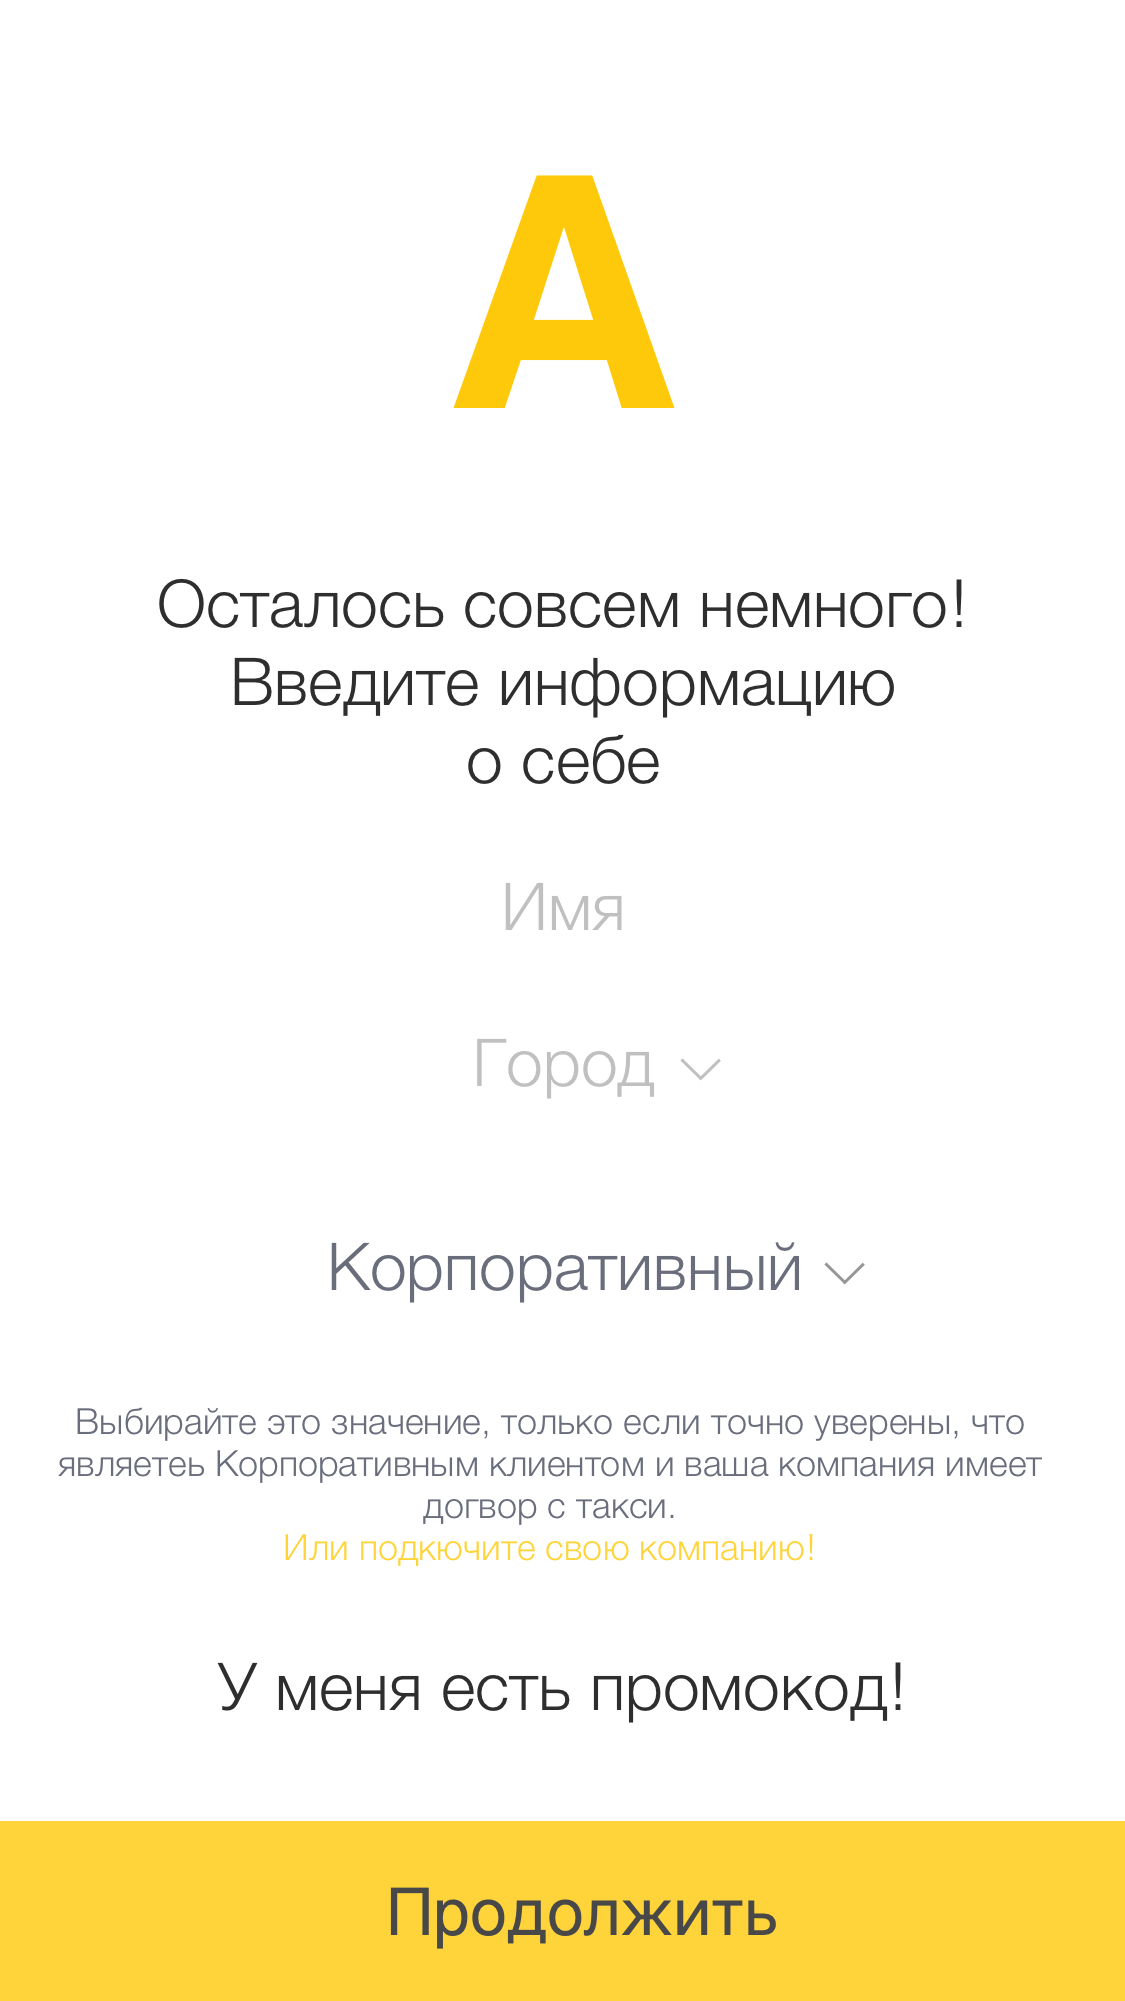 А
Осталось совсем немного!
Введите информацию
о себе
Имя
Город
Корпоративный
Выбирайте это значение, только если точно уверены, что
являетеь Корпоративным клиентом и ваша компания имеет
догвор с такси.
Или подкючите свою компанию!
У меня есть промокод!
Продолжить